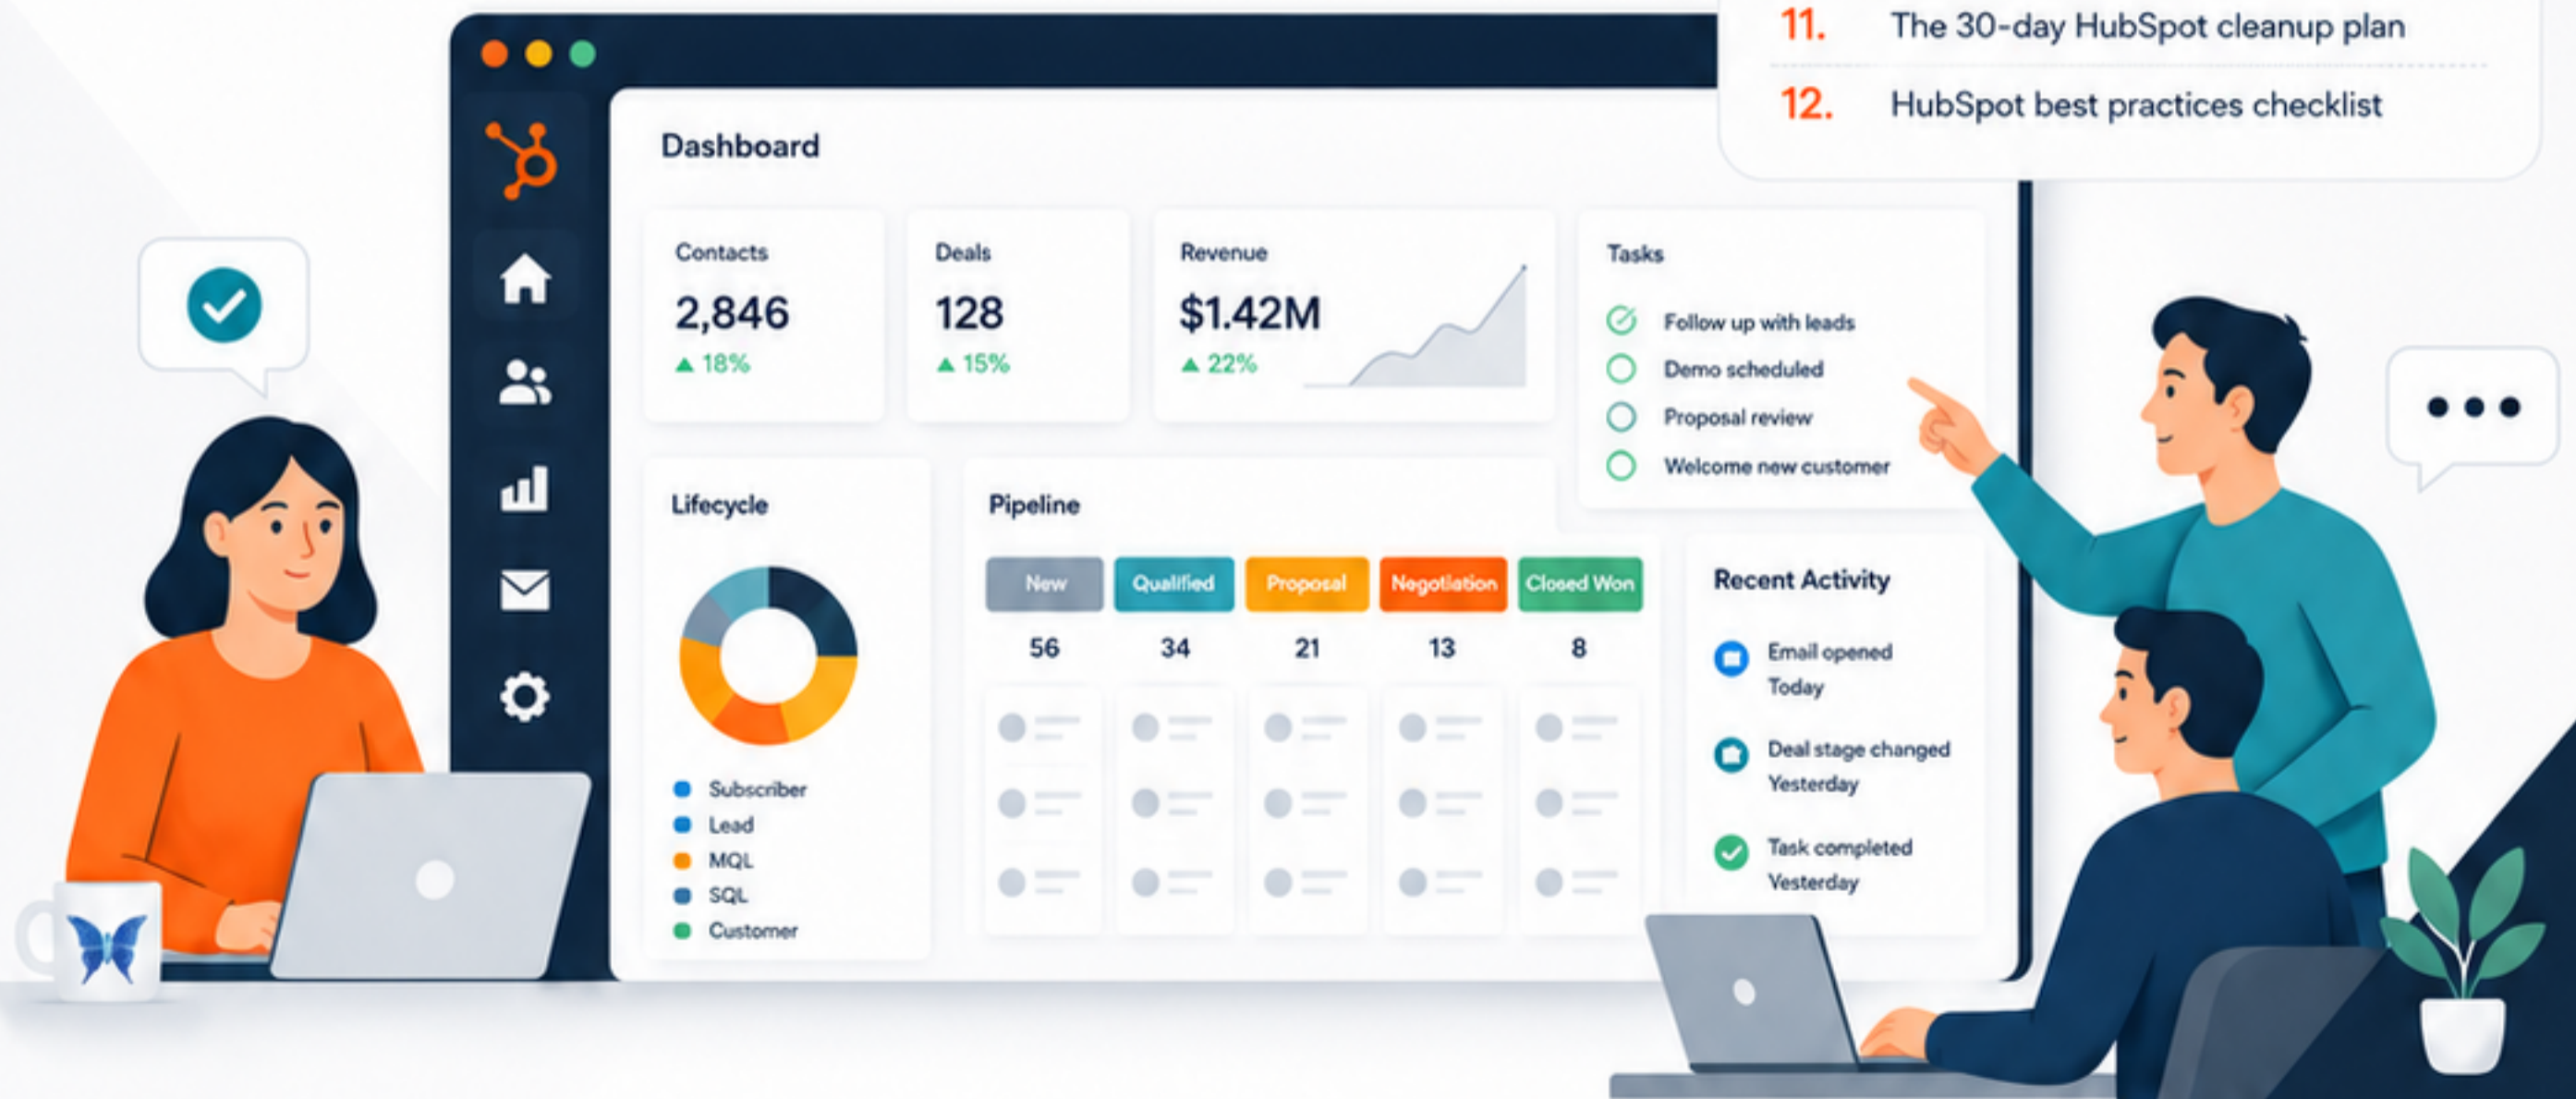 11. The 30-day HubSpot cleanup plan
12. HubSpot best practices checklist
Dashboard
Contacts
2,846
▲ 18%
Deals
128
▲ 15%
Revenue
$1.42M
▲ 22%
Tasks
Follow up with leads
Demo scheduled
Proposal review
Welcome new customer
Lifecycle
Subscriber
Lead
MQL
SQL
Customer
Pipeline
New Qualified Proposal Negotiation Closed Won
56 34 21 13 8
Recent Activity
Email opened
Today
Deal stage changed
Yesterday
Task completed
Yesterday